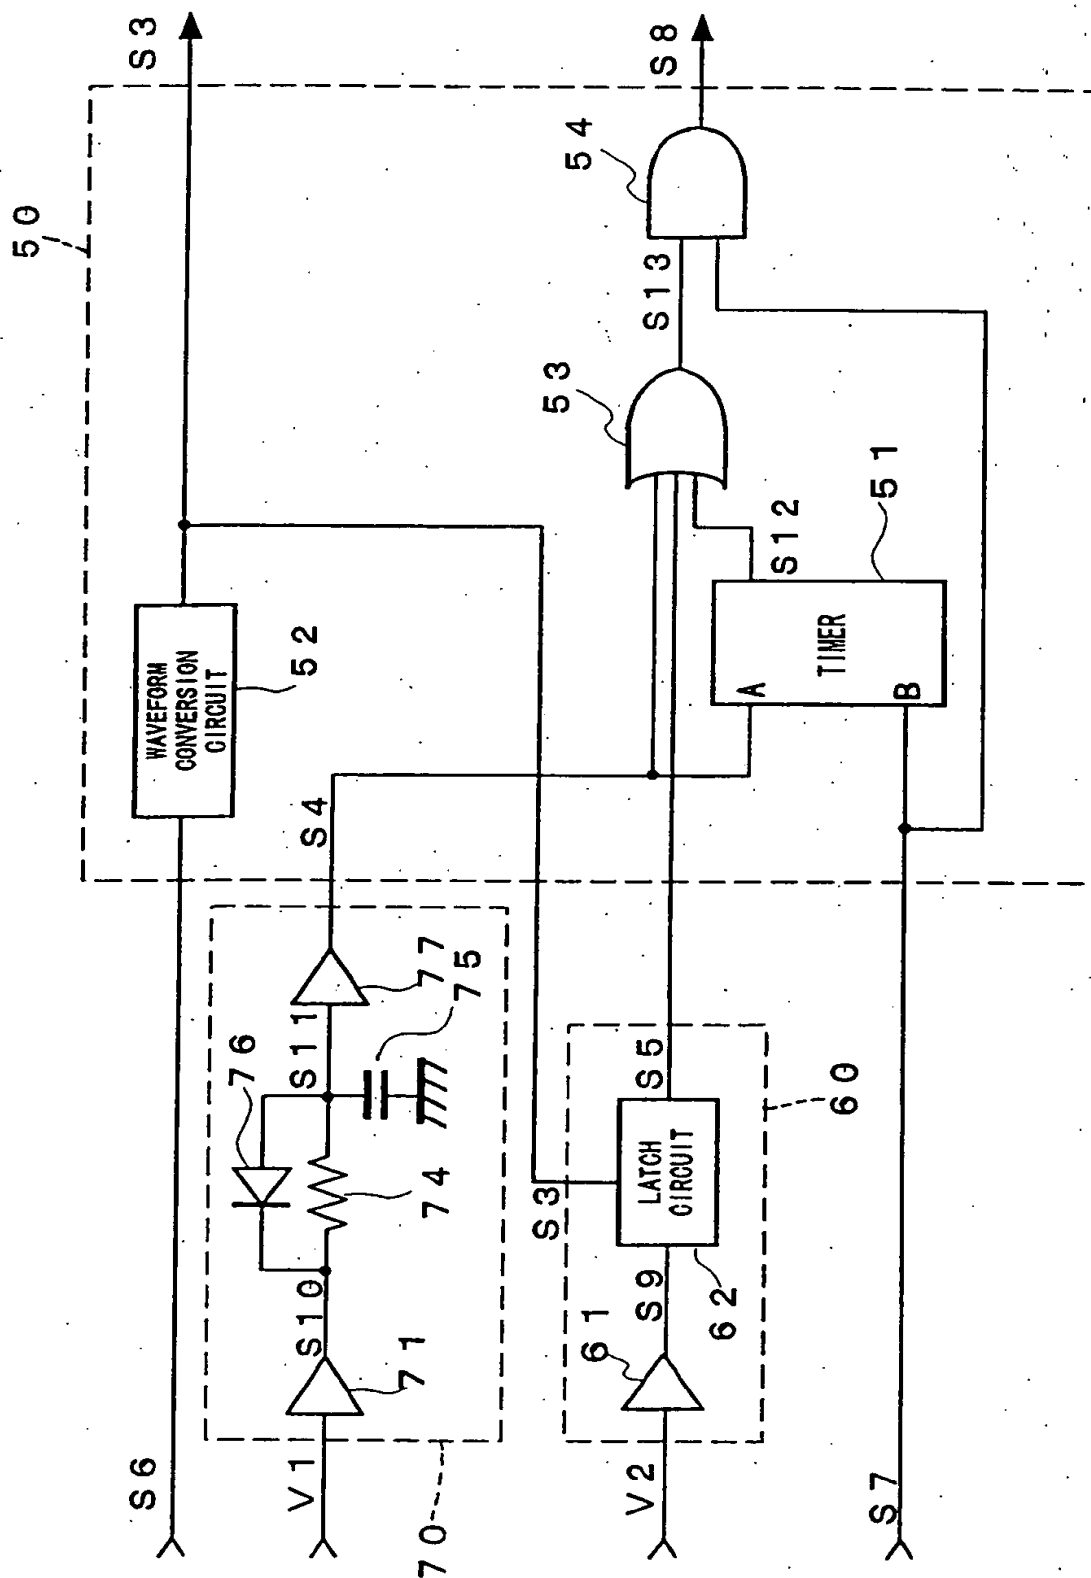 50
S6
WAVEFORM
CONVERSION
CIRCUIT
52
S3
70
V1
71
S10
76
74
S11
75
77
S4
V2
61
S9
62
LATCH
CIRCUIT
S3
S5
60
S7
A
B
TIMER
51
S12
53
S13
54
S8